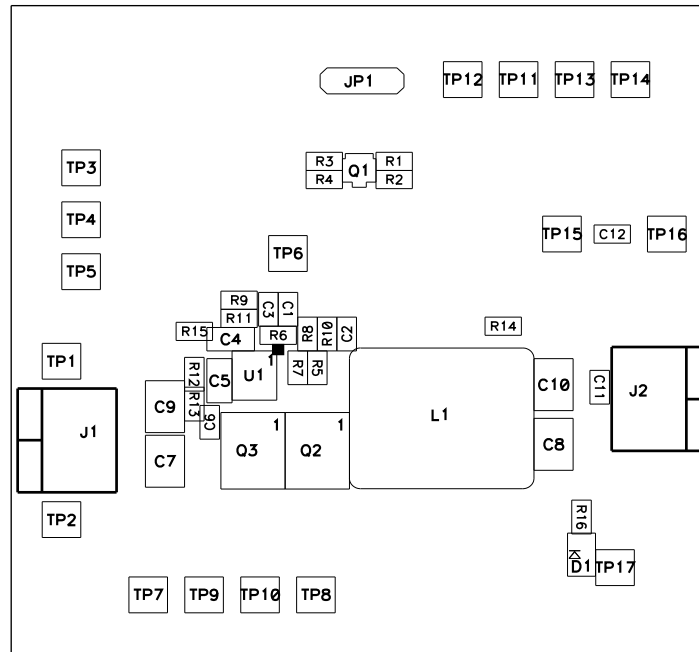 JP1
TP12
TP11
TP13
TP14
TP3
R3
R4
Q1
R1
R2
TP4
TP5
TP6
TP15
C12
TP16
R9
R11
C3
C1
R15
C4
R6
R8
R10
C2
R14
TP1
R12
C5
U1
1
R7
R5
C10
C11
J2
C9
R13
C6
J1
L1
Q3
1
Q2
1
C8
C7
TP2
R16
D1
TP17
TP7
TP9
TP10
TP8